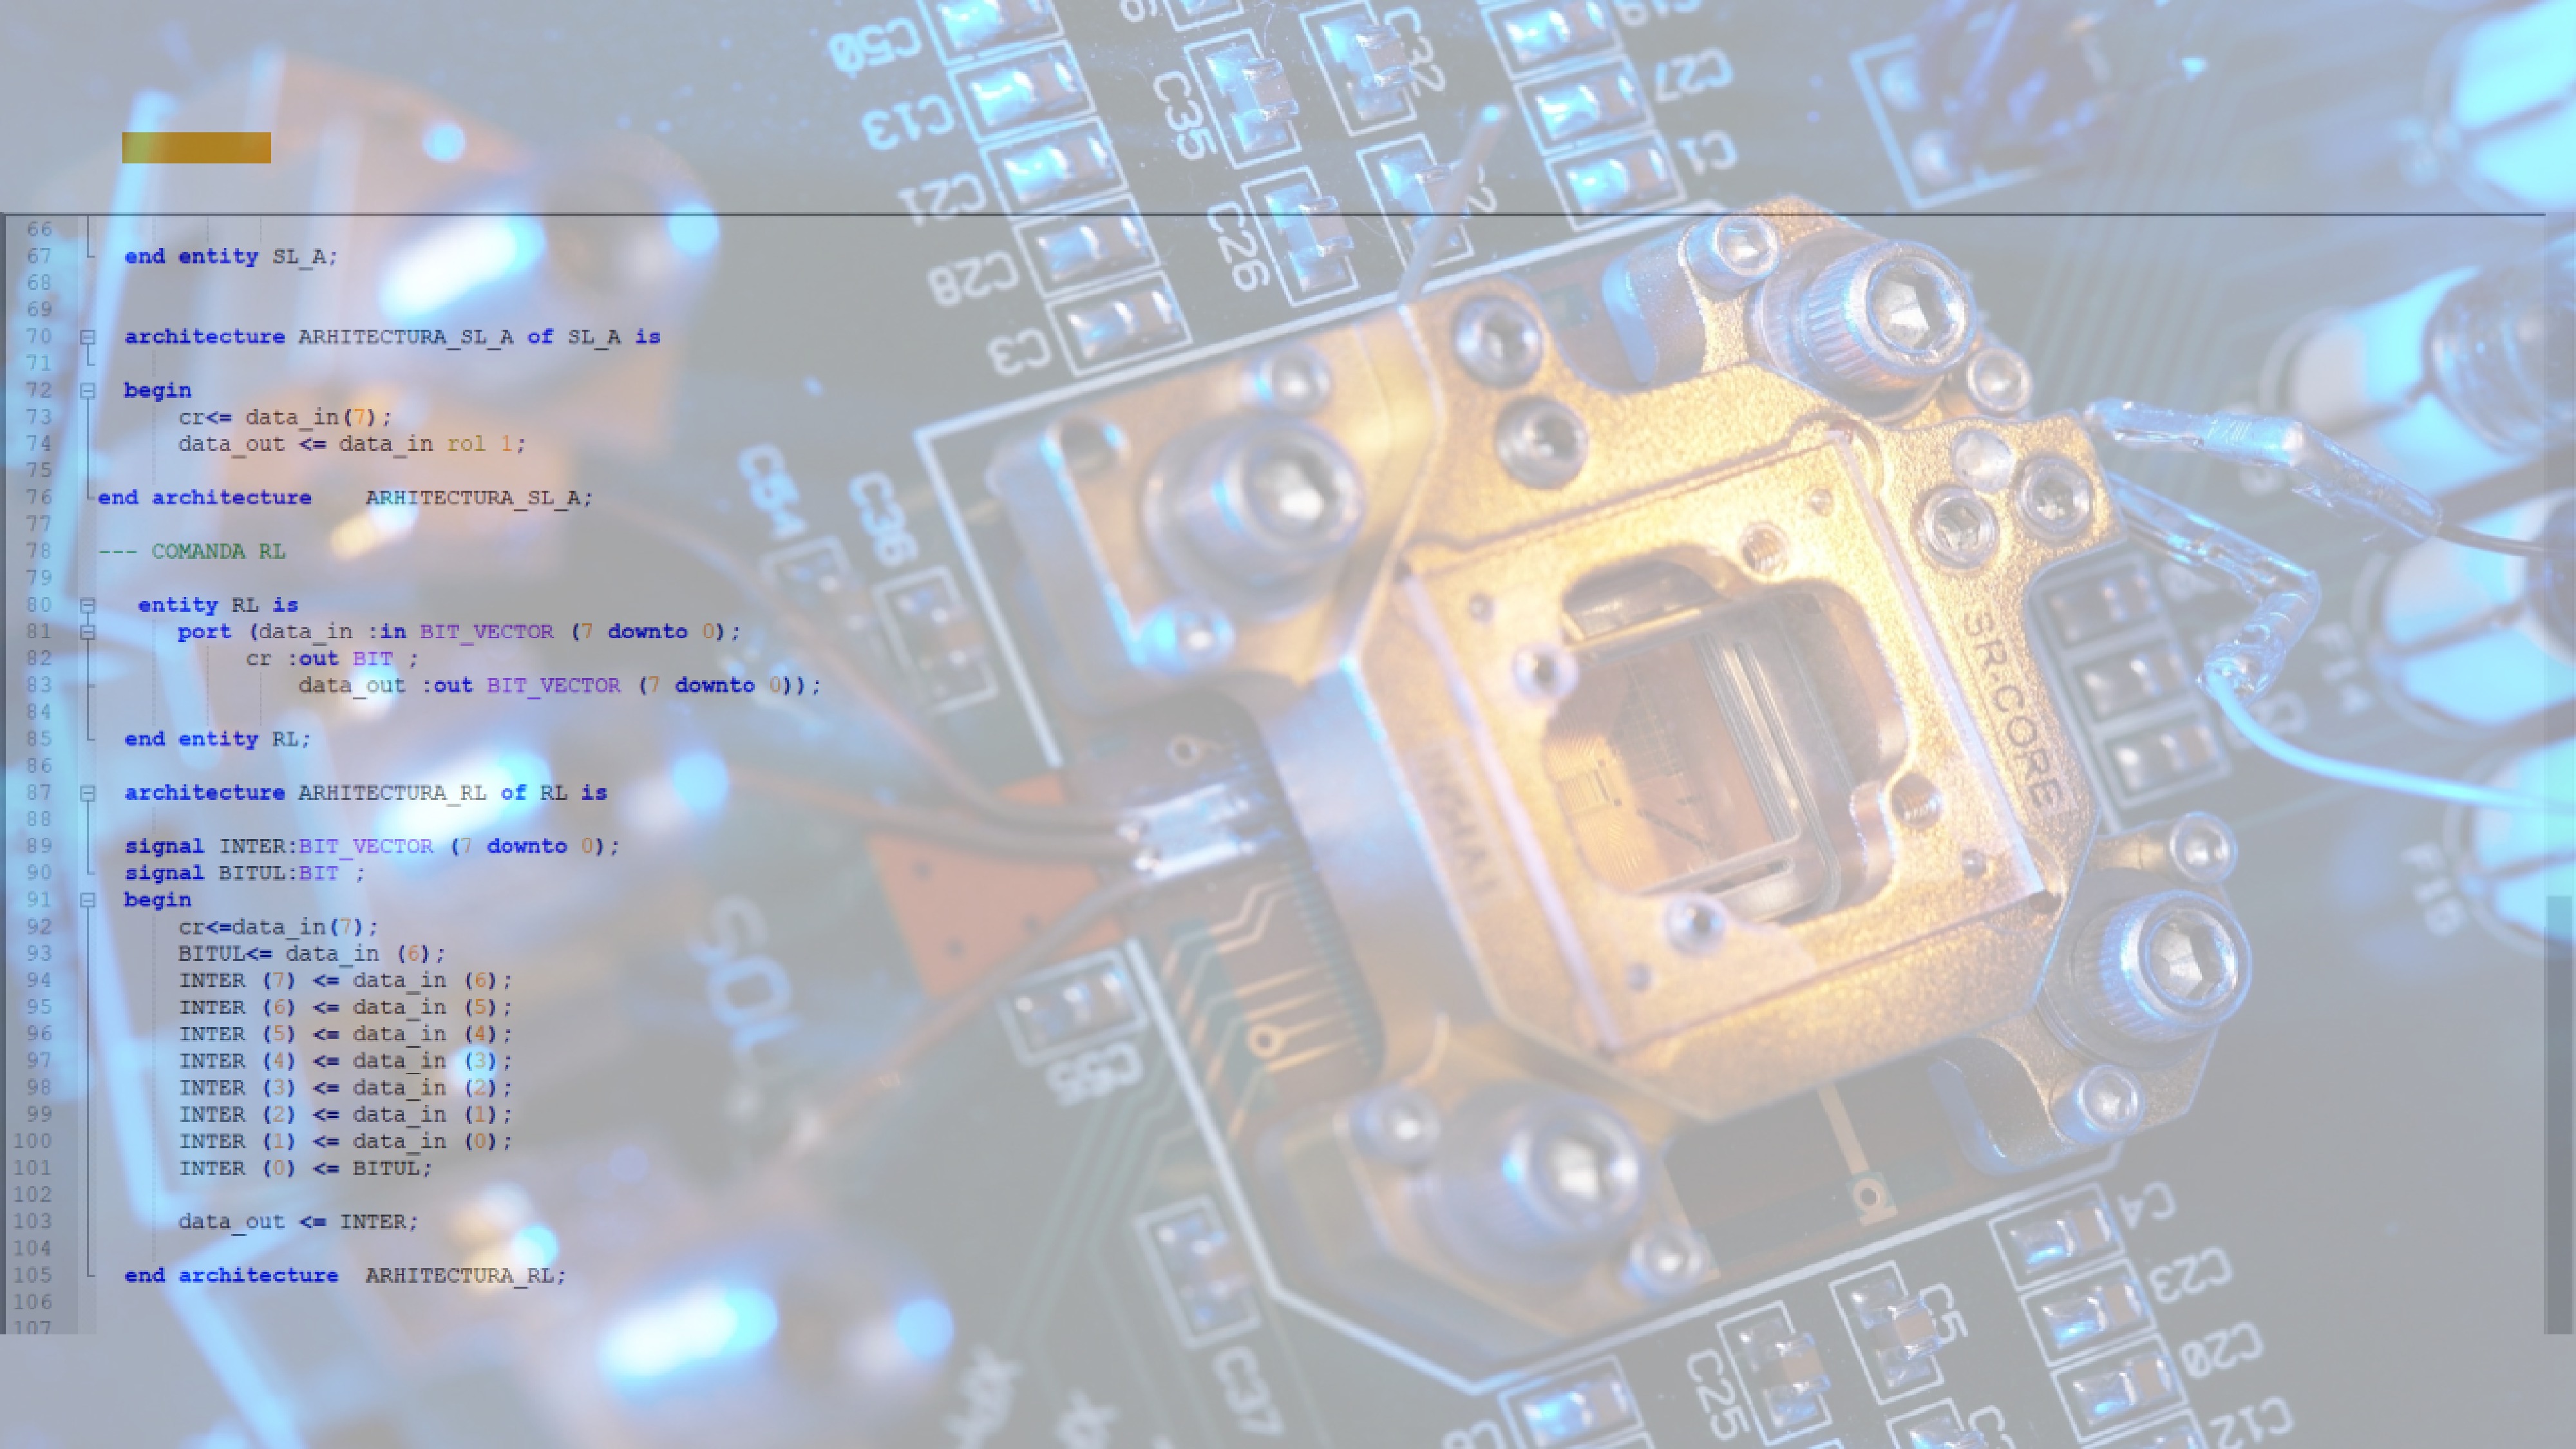 66
67 end entity SL_A;
68
69
70 architecture ARHITECTURA_SL_A of SL_A is
71
72 begin
73 cr<= data_in(7);
74 data_out <= data_in rol 1;
75
76 end architecture    ARHITECTURA_SL_A;
77
78 --- COMANDA RL
79
80 entity RL is
81 port (data_in :in BIT_VECTOR (7 downto 0);
82 cr :out BIT ;
83 data_out :out BIT_VECTOR (7 downto 0));
84
85 end entity RL;
86
87 architecture ARHITECTURA_RL of RL is
88
89 signal INTER:BIT_VECTOR (7 downto 0);
90 signal BITUL:BIT ;
91 begin
92 cr<=data_in(7);
93 BITUL<= data_in (6);
94 INTER (7) <= data_in (6);
95 INTER (6) <= data_in (5);
96 INTER (5) <= data_in (4);
97 INTER (4) <= data_in (3);
98 INTER (3) <= data_in (2);
99 INTER (2) <= data_in (1);
100 INTER (1) <= data_in (0);
101 INTER (0) <= BITUL;
102
103 data_out <= INTER;
104
105 end architecture  ARHITECTURA_RL;
106
107
C50
C13
C21
C28
C3
C35
C26
C32
C19
C27
C1
C54
C36
SR-CORE
F14
F15
C55
C37
C4
C23
C20
C12
C5
C25